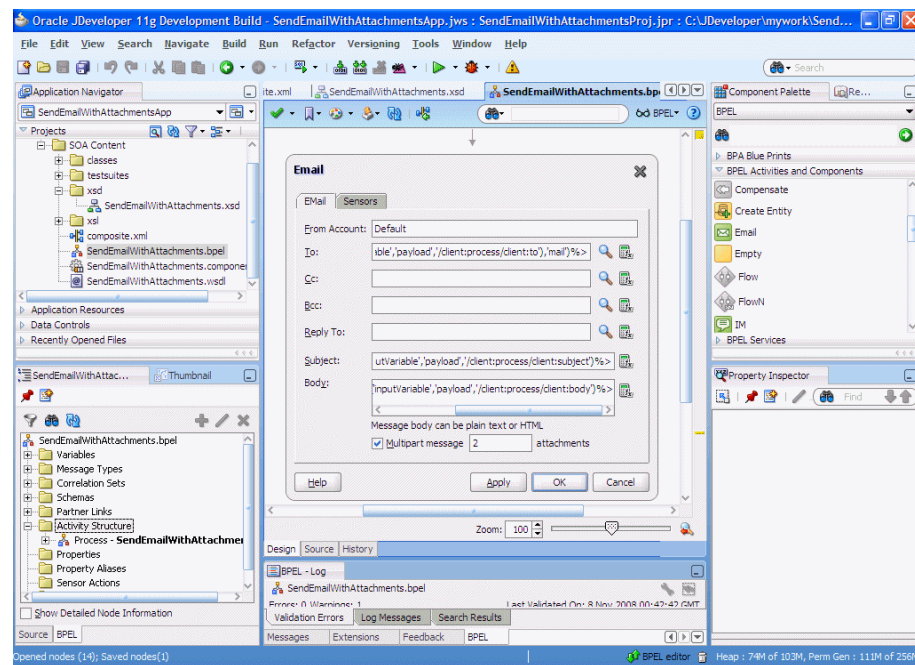 Oracle JDeveloper 11g Development Build - SendEmailWithAttachmentsApp.jws : SendEmailWithAttachmentsProj.jpr : C:\JDeveloper\mywork\Send...
File Edit View Search Navigate Build Run Refactor Versioning Tools Window Help
Search
Application Navigator
SendEmailWithAttachmentsApp
Projects
SOA Content
classes
testsuites
xsd
SendEmailWithAttachments.xsd
xsl
composite.xml
SendEmailWithAttachments.bpel
SendEmailWithAttachments.componen
SendEmailWithAttachments.wsdl
Application Resources
Data Controls
Recently Opened Files
SendEmailWithAttac...
Thumbnail
SendEmailWithAttachments.bpel
Variables
Message Types
Correlation Sets
Schemas
Partner Links
Activity Structure
Process - SendEmailWithAttachmen
Properties
Property Aliases
Sensor Actions
Show Detailed Node Information
Source BPEL
ite.xml SendEmailWithAttachments.xsd SendEmailWithAttachments.bp
BPEL
Email
EMail Sensors
From Account: Default
To: able','payload','/client:process/client:to'),'mail')%>
Cc:
Bcc:
Reply To:
Subject: utVariable','payload','/client:process/client:subject')%>
Body: 'inputVariable','payload','/client:process/client:body')%>
Message body can be plain text or HTML
Multipart message 2 attachments
Help Apply OK Cancel
Zoom: 100
Design Source History
BPEL - Log
SendEmailWithAttachments.bpel
Errors: 0 Warnings: 1 Last Validated On: 8 Nov 2008 00:42:42 GMT
Validation Errors Log Messages Search Results
Messages Extensions Feedback BPEL
Component Palette Re...
BPEL
BPA Blue Prints
BPEL Activities and Components
Compensate
Create Entity
Email
Empty
Flow
FlowN
IM
BPEL Services
Property Inspector
Find
Opened nodes (14); Saved nodes(1) BPEL editor Heap : 74M of 103M, Perm Gen : 111M of 256M